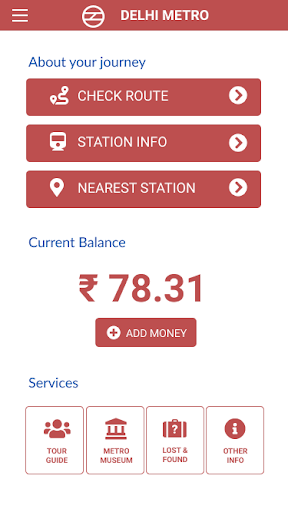 DELHI METRO
About your journey
CHECK ROUTE
STATION INFO
NEAREST STATION
Current Balance
₹ 78.31
ADD MONEY
Services
TOUR
GUIDE
METRO
MUSEUM
LOST &
FOUND
OTHER
INFO